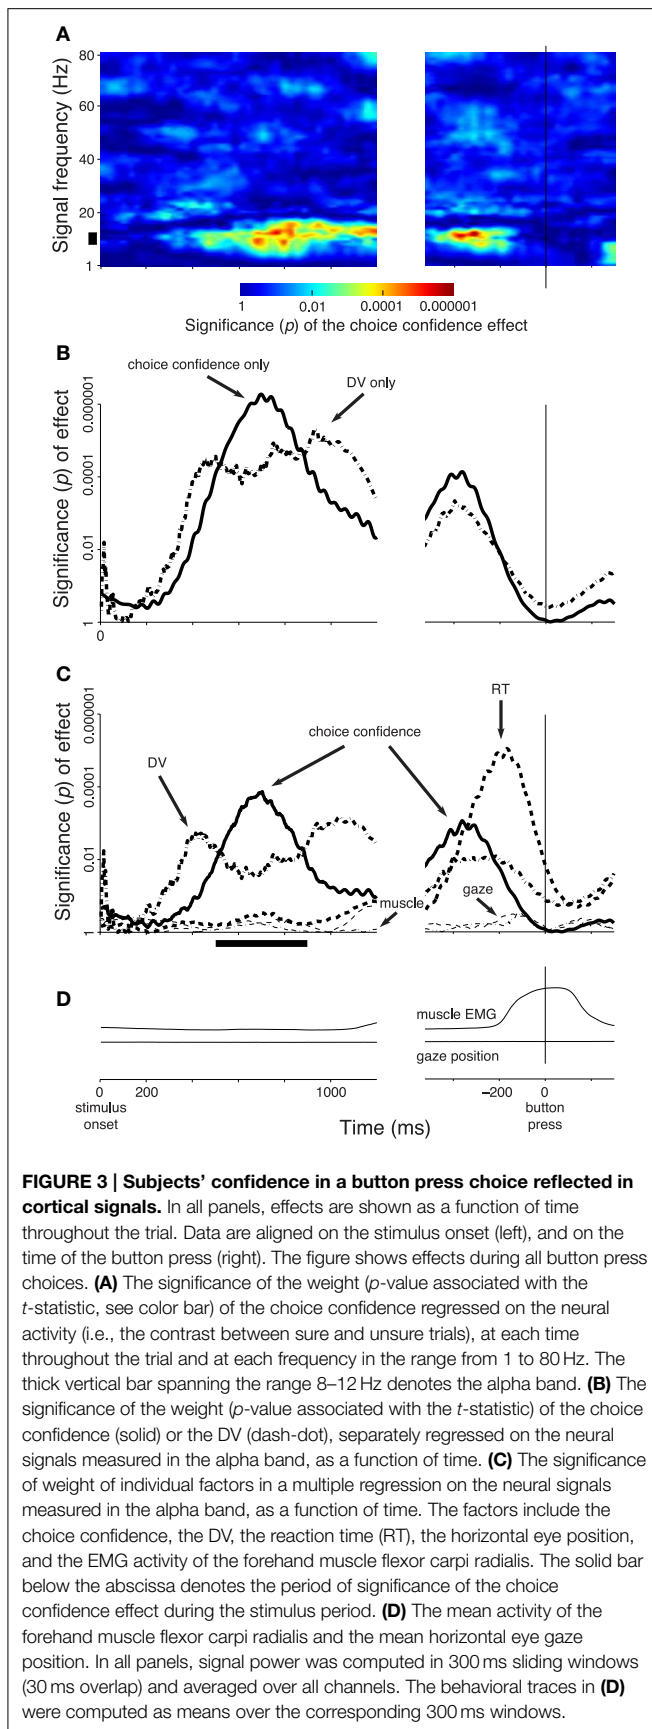 A
Signal frequency (Hz)
80
60
40
20
1
1
0.01
0.0001
0.000001
Significance (p) of the choice confidence effect
B
Significance (p) of effect
choice confidence only
DV only
0.000001
0.0001
0.01
1
0
C
Significance (p) of effect
RT
choice confidence
DV
0.000001
0.0001
0.01
1
muscle
gaze
D
muscle EMG
gaze position
0
200
1000
−200
0
stimulus
onset
button
press
Time (ms)
FIGURE 3 | Subjects' confidence in a button press choice reflected in
cortical signals. In all panels, effects are shown as a function of time
throughout the trial. Data are aligned on the stimulus onset (left), and on the
time of the button press (right). The figure shows effects during all button press
choices. (A) The significance of the weight (p-value associated with the
t-statistic, see color bar) of the choice confidence regressed on the neural
activity (i.e., the contrast between sure and unsure trials), at each time
throughout the trial and at each frequency in the range from 1 to 80 Hz. The
thick vertical bar spanning the range 8–12 Hz denotes the alpha band. (B) The
significance of the weight (p-value associated with the t-statistic) of the choice
confidence (solid) or the DV (dash-dot), separately regressed on the neural
signals measured in the alpha band, as a function of time. (C) The significance
of weight of individual factors in a multiple regression on the neural signals
measured in the alpha band, as a function of time. The factors include the
choice confidence, the DV, the reaction time (RT), the horizontal eye position,
and the EMG activity of the forehand muscle flexor carpi radialis. The solid bar
below the abscissa denotes the period of significance of the choice
confidence effect during the stimulus period. (D) The mean activity of the
forehand muscle flexor carpi radialis and the mean horizontal eye gaze
position. In all panels, signal power was computed in 300 ms sliding windows
(30 ms overlap) and averaged over all channels. The behavioral traces in (D)
were computed as means over the corresponding 300 ms windows.